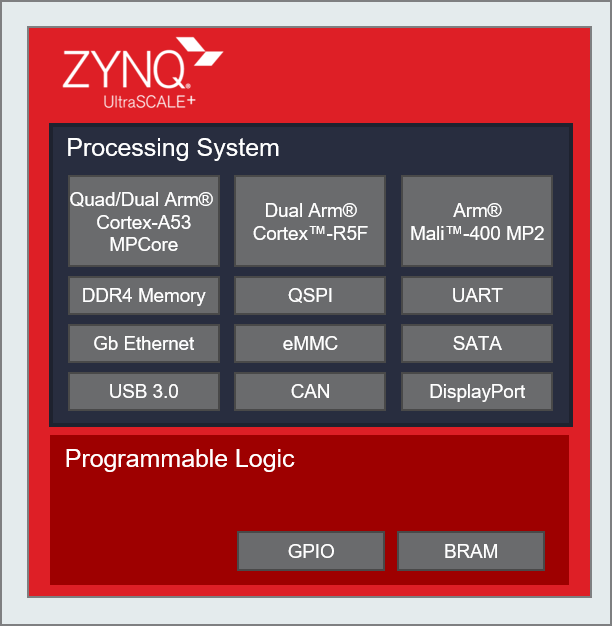 ZYNQ®
UltraSCALE+
Processing System
Quad/Dual Arm®
Cortex-A53
MPCore
Dual Arm®
Cortex™-R5F
Arm®
Mali™-400 MP2
DDR4 Memory
QSPI
UART
Gb Ethernet
eMMC
SATA
USB 3.0
CAN
DisplayPort
Programmable Logic
GPIO
BRAM